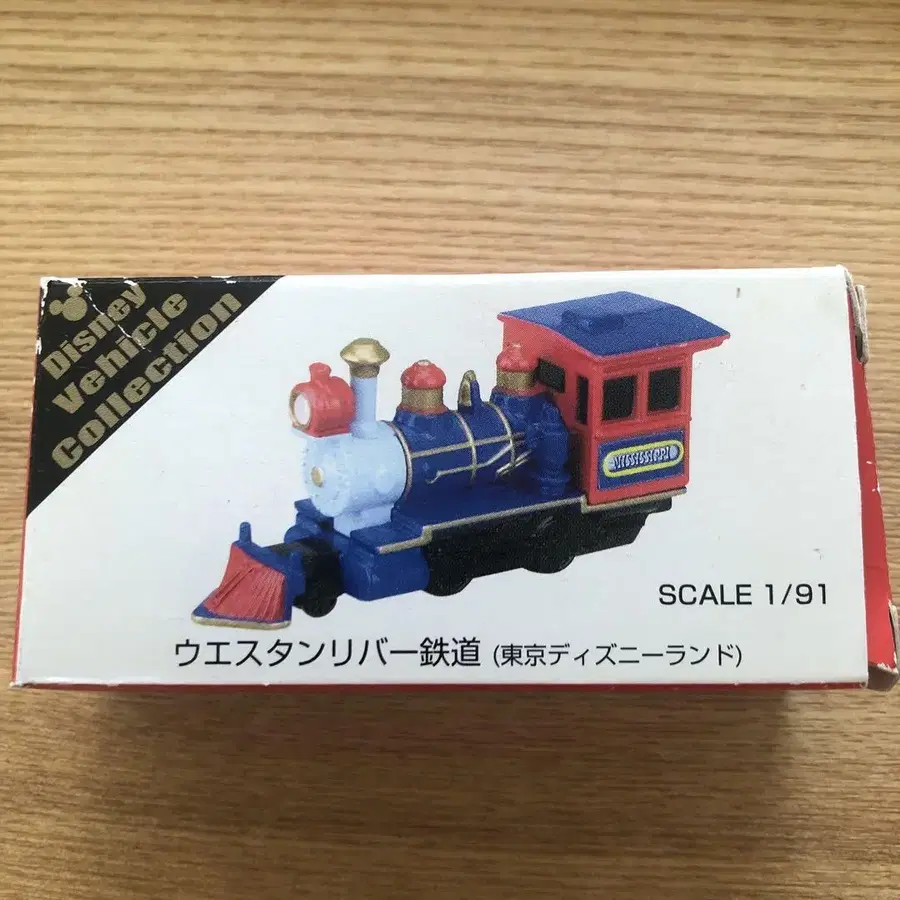 Disney
Vehicle
Collection
MISSISSIPPI
SCALE 1/91
ウエスタンリバー鉄道 (東京ディズニーランド)